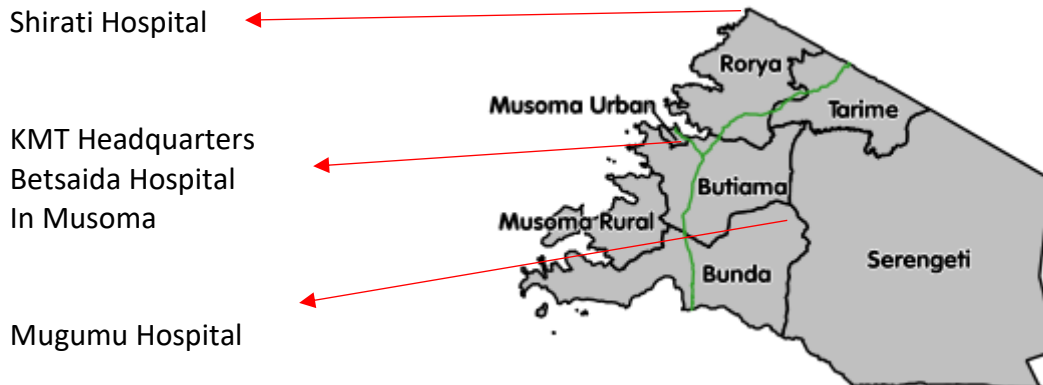 Shirati Hospital
Rorya
Musoma Urban
Tarime
KMT Headquarters
Betsaida Hospital
In Musoma
Butiama
Musoma Rural
Serengeti
Bunda
Mugumu Hospital